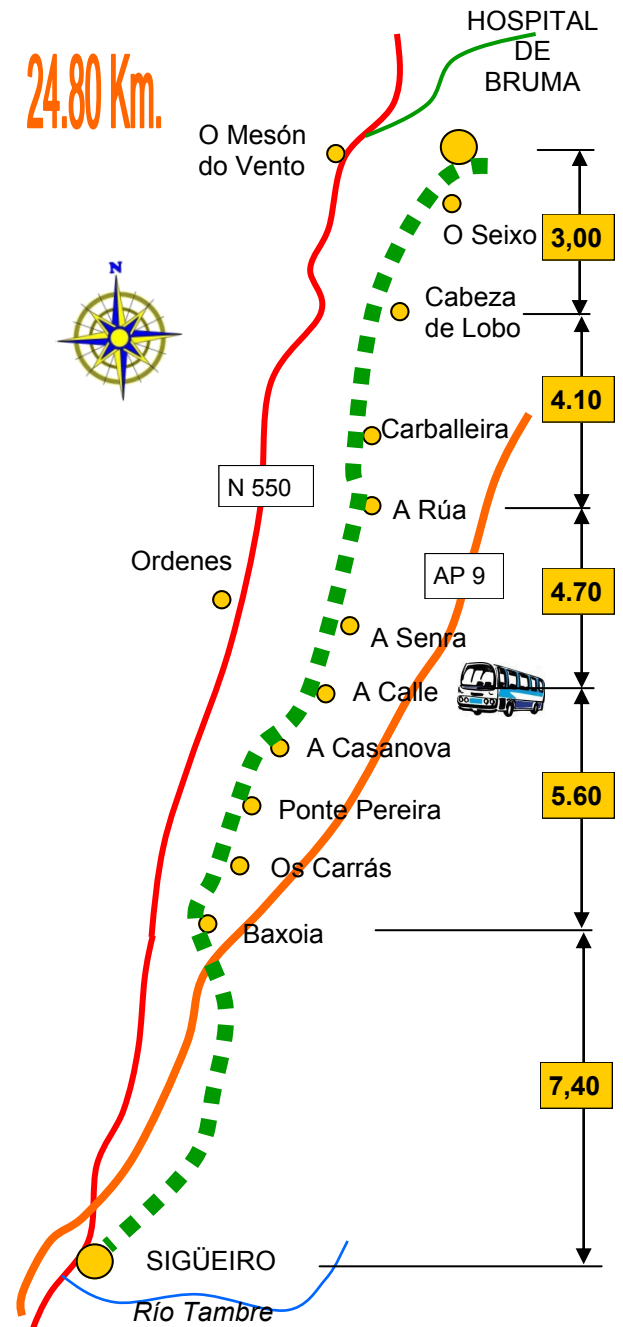 HOSPITAL
DE
BRUMA
24.80 Km.
O Mesón
do Vento
O Seixo
3,00
N
Cabeza
de Lobo
4.10
Carballeira
N 550
A Rúa
Ordenes
AP 9
4.70
A Senra
A Calle
A Casanova
5.60
Ponte Pereira
Os Carrás
Baxoia
7,40
SIGÜEIRO
Río Tambre